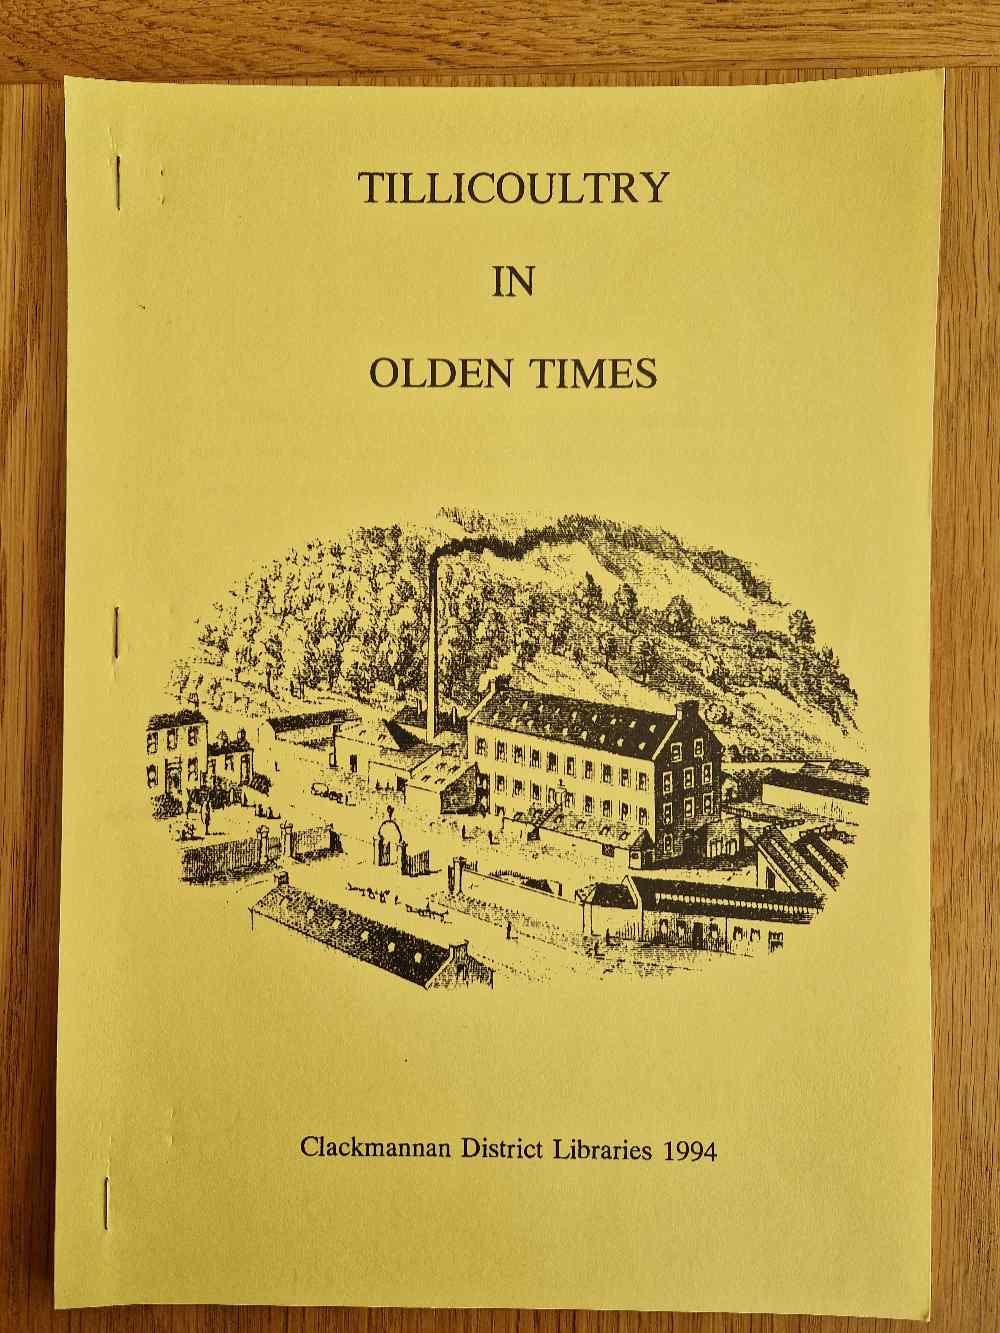 TILLICOULTRY
IN
OLDEN TIMES
Clackmannan District Libraries 1994